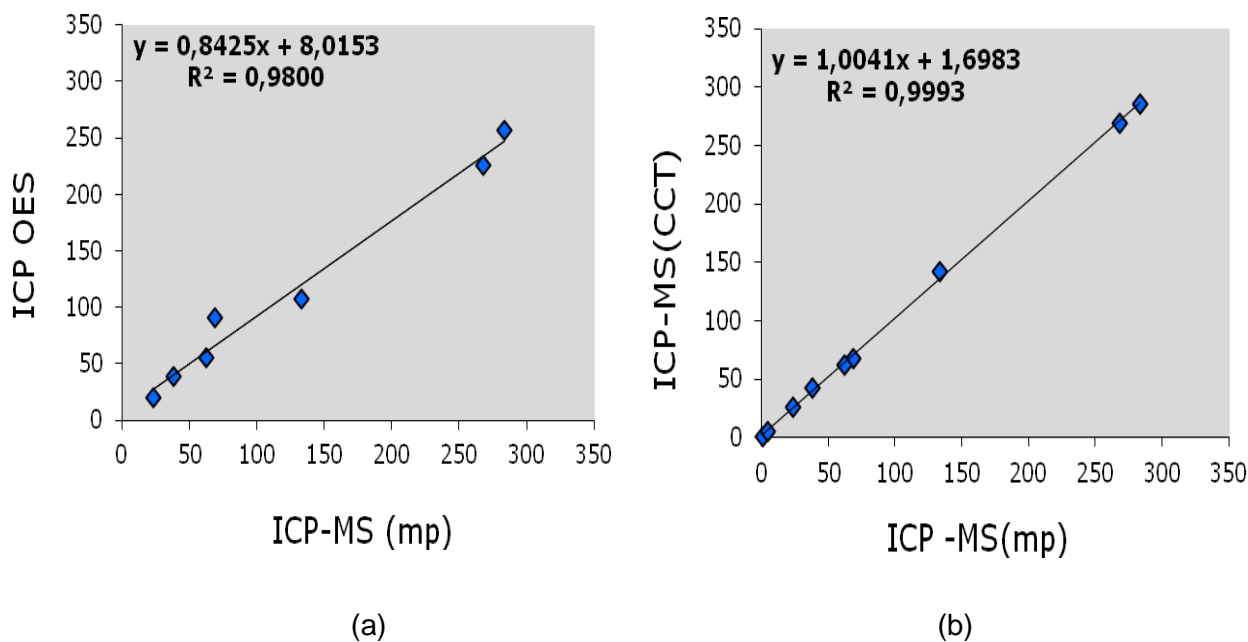 y = 0,8425x + 8,0153
R² = 0,9800
350
300
250
200
150
100
50
0
0 50 100 150 200 250 300 350
ICP OES
ICP-MS (mp)
(a)
y = 1,0041x + 1,6983
R² = 0,9993
350
300
250
200
150
100
50
0
0 50 100 150 200 250 300 350
ICP-MS(CCT)
ICP -MS(mp)
(b)